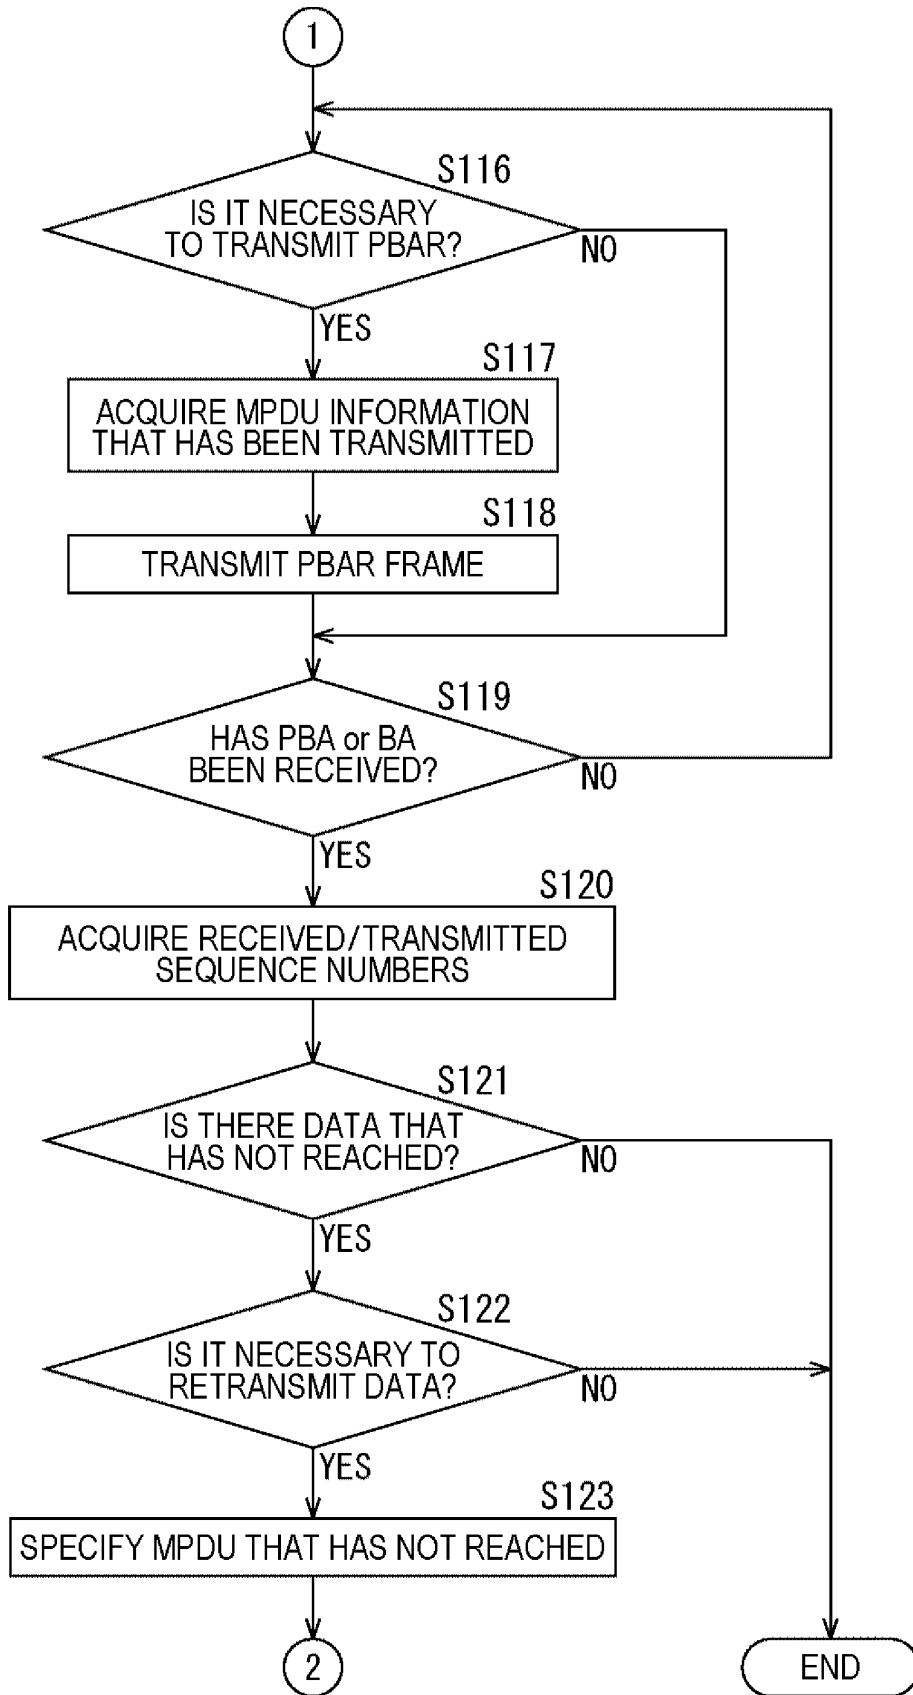 1
S116
IS IT NECESSARY
TO TRANSMIT PBAR?
NO
YES
S117
ACQUIRE MPDU INFORMATION
THAT HAS BEEN TRANSMITTED
S118
TRANSMIT PBAR FRAME
S119
HAS PBA or BA
BEEN RECEIVED?
NO
YES
S120
ACQUIRE RECEIVED/TRANSMITTED
SEQUENCE NUMBERS
S121
IS THERE DATA THAT
HAS NOT REACHED?
NO
YES
S122
IS IT NECESSARY TO
RETRANSMIT DATA?
NO
YES
S123
SPECIFY MPDU THAT HAS NOT REACHED
2
END